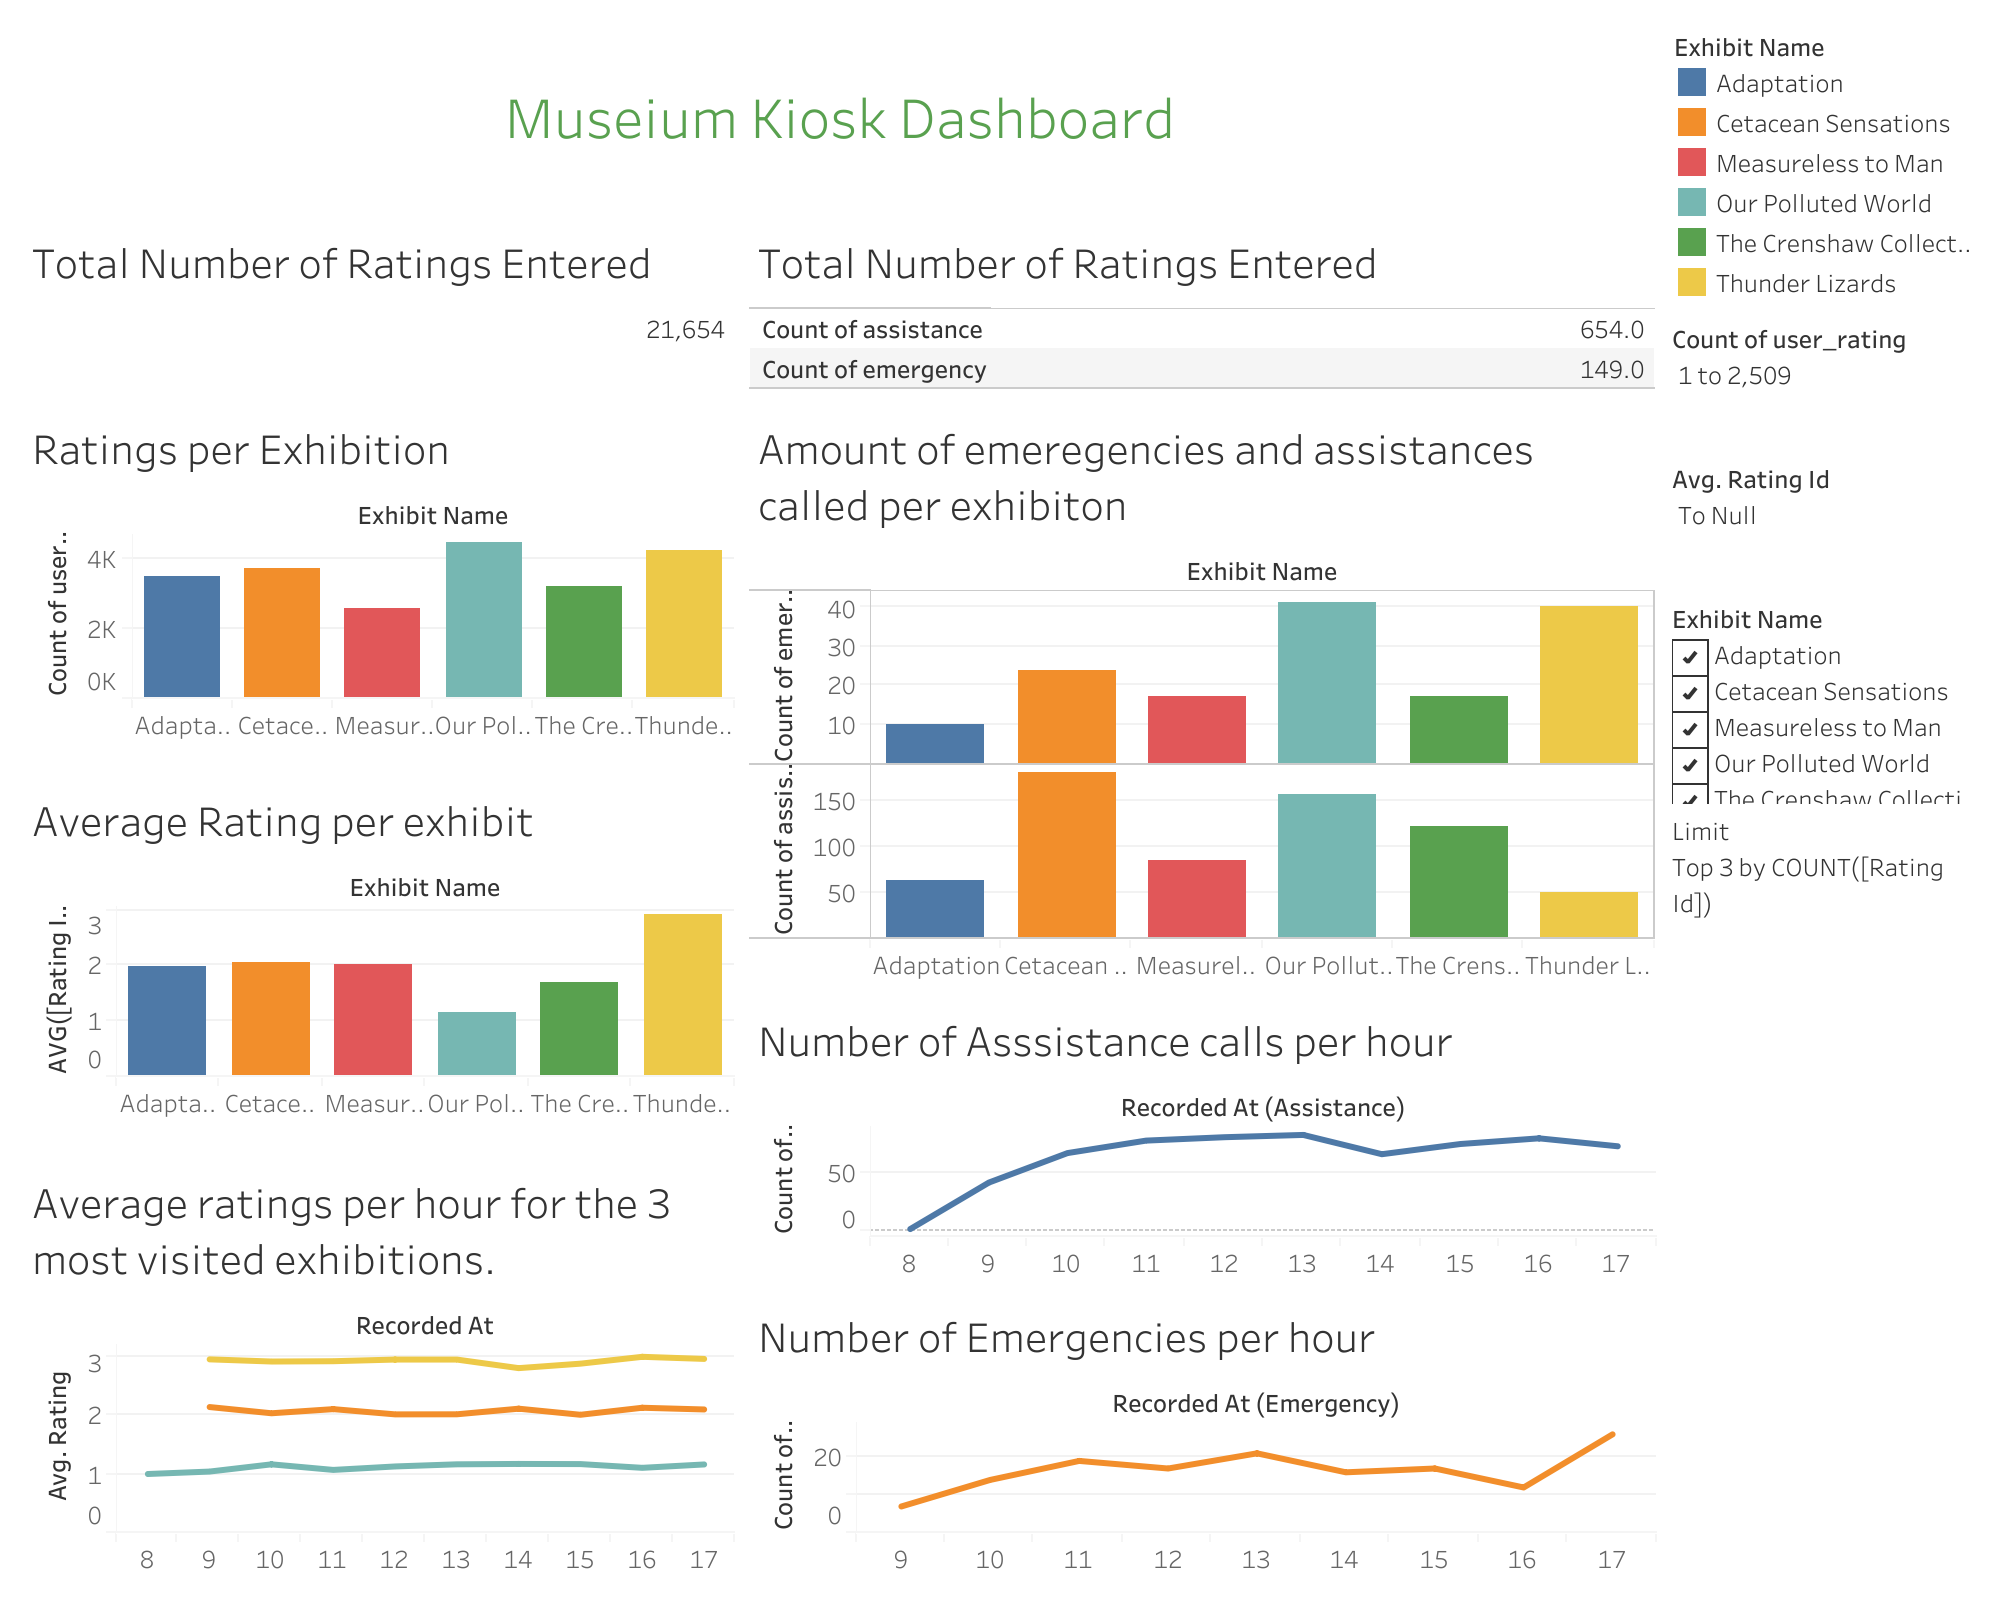 Museium Kiosk Dashboard
Total Number of Ratings Entered
21,654
Total Number of Ratings Entered
Count of assistance 654.0
Count of emergency 149.0
Ratings per Exhibition
Exhibit Name
Count of user..
4K
2K
0K
Adapta.. Cetace.. Measur.. Our Pol.. The Cre.. Thunde..
Average Rating per exhibit
Exhibit Name
AVG([Rating I..
3
2
1
0
Adapta.. Cetace.. Measur.. Our Pol.. The Cre.. Thunde..
Average ratings per hour for the 3
most visited exhibitions.
Recorded At
Avg. Rating
3
2
1
0
8 9 10 11 12 13 14 15 16 17
Amount of emeregencies and assistances
called per exhibiton
Exhibit Name
Count of emer..
40
30
20
10
Count of assis..
150
100
50
Adaptation Cetacean .. Measurel.. Our Pollut.. The Crens.. Thunder L..
Number of Asssistance calls per hour
Recorded At (Assistance)
Count of..
50
0
8 9 10 11 12 13 14 15 16 17
Number of Emergencies per hour
Recorded At (Emergency)
Count of..
20
0
9 10 11 12 13 14 15 16 17
Exhibit Name
Adaptation
Cetacean Sensations
Measureless to Man
Our Polluted World
The Crenshaw Collect..
Thunder Lizards
Count of user_rating
1 to 2,509
Avg. Rating Id
To Null
Exhibit Name
Adaptation
Cetacean Sensations
Measureless to Man
Our Polluted World
The Crenshaw Collecti
Limit
Top 3 by COUNT([Rating
Id])